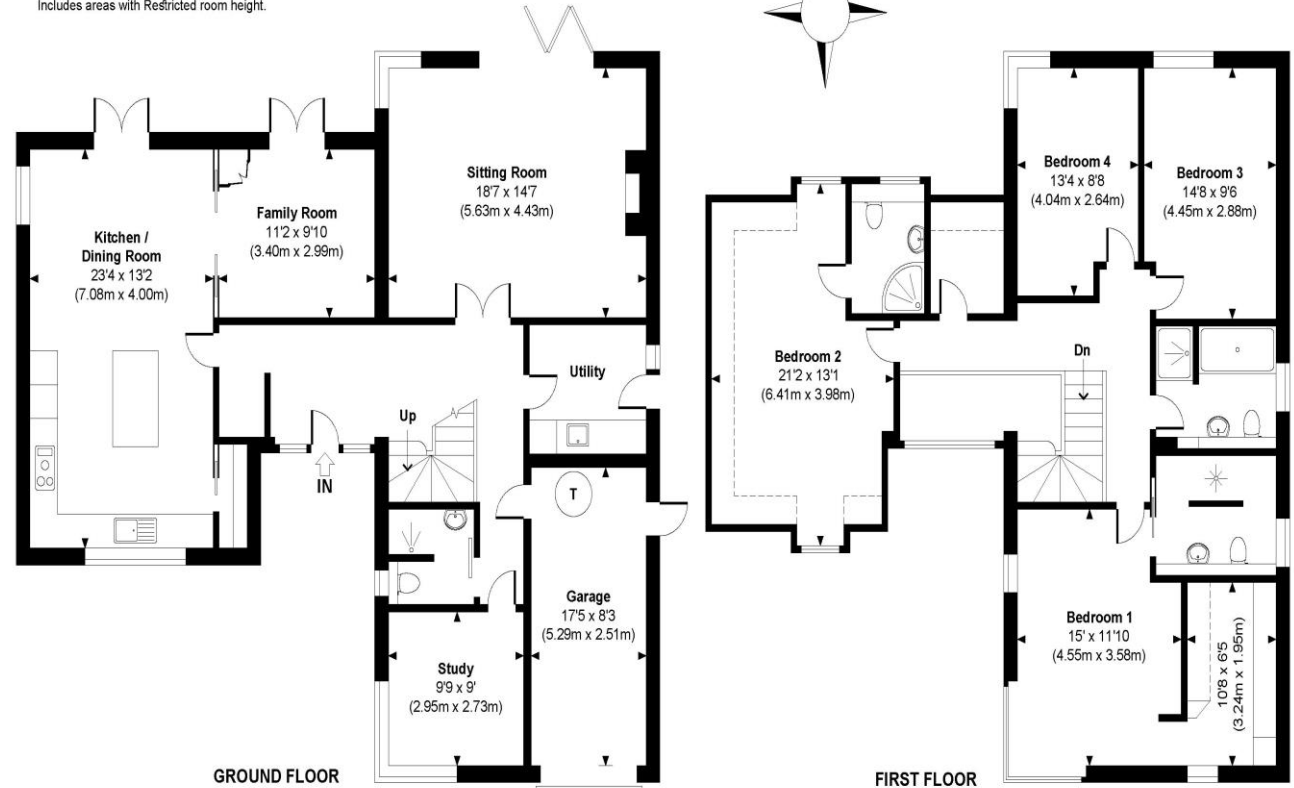 Includes areas with Restricted room height.
Kitchen /
Dining Room
23'4 x 13'2
(7.08m x 4.00m)
Family Room
11'2 x 9'10
(3.40m x 2.99m)
Sitting Room
18'7 x 14'7
(5.63m x 4.43m)
Utility
Up
IN
T
Garage
17'5 x 8'3
(5.29m x 2.51m)
Study
9'9 x 9'
(2.95m x 2.73m)
GROUND FLOOR
Bedroom 4
13'4 x 8'8
(4.04m x 2.64m)
Bedroom 3
14'8 x 9'6
(4.45m x 2.88m)
Bedroom 2
21'2 x 13'1
(6.41m x 3.98m)
Dn
Bedroom 1
15' x 11'10
(4.55m x 3.58m)
10'8 x 6'5
(3.24m x 1.95m)
FIRST FLOOR